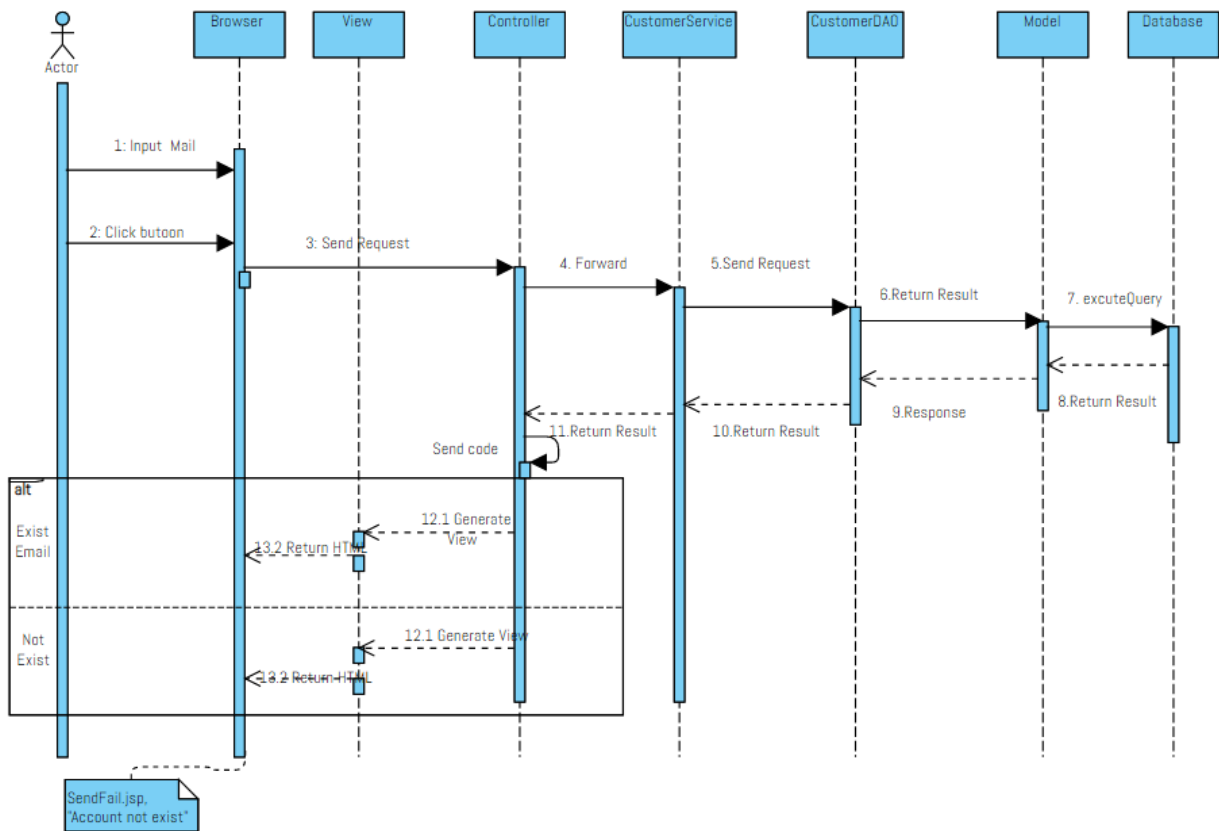 Browser
View
Controller
CustomerService
CustomerDAO
Model
Database
Actor
1: Input Mail
2: Click butoon
3: Send Request
4. Forward
5.Send Request
6.Return Result
7. excuteQuery
8.Return Result
9.Response
10.Return Result
11.Return Result
Send code
alt
Exist
Email
12.1 Generate
View
13.2 Return HTML
Not
Exist
12.1 Generate View
13.2 Return HTML
SendFail.jsp,
"Account not exist"